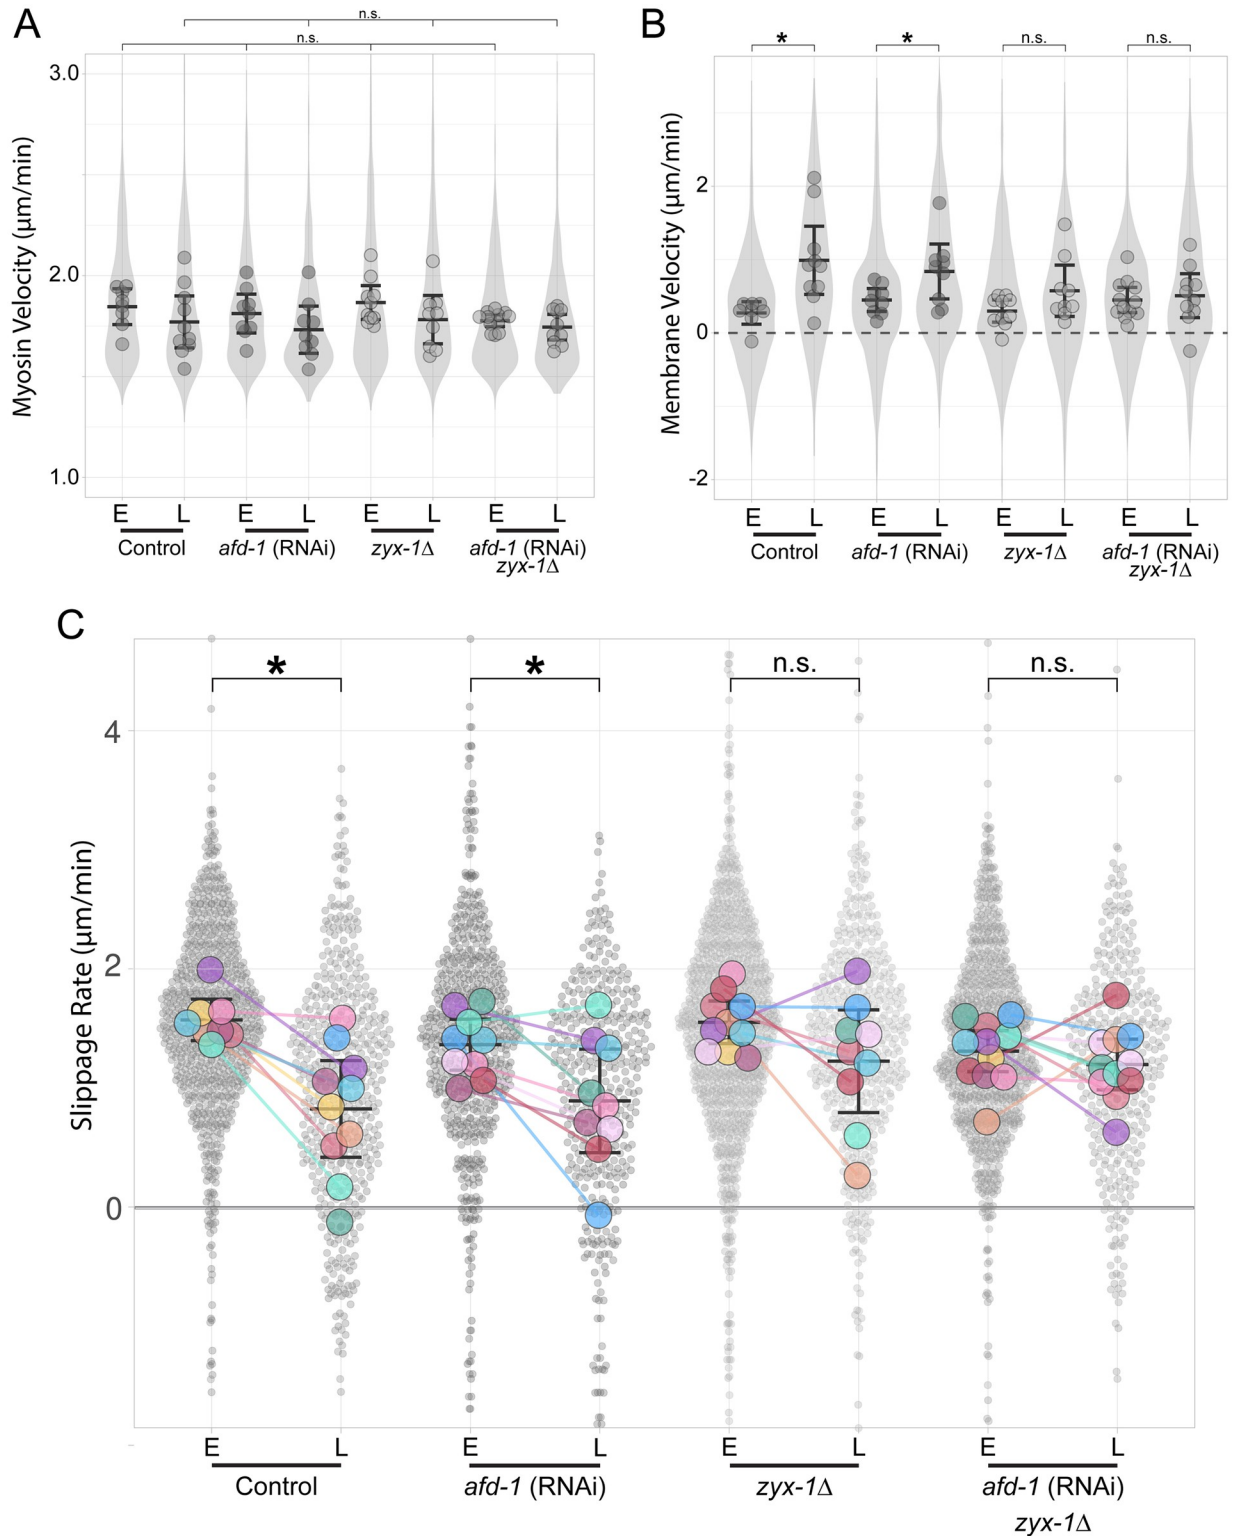 A
n.s.
n.s.
3.0
2.0
1.0
Myosin Velocity (µm/min)
E L E L E L E L
Control afd-1 (RNAi) zyx-1Δ afd-1 (RNAi)
zyx-1Δ
B
* * n.s. n.s.
2
0
-2
Membrane Velocity (µm/min)
E L E L E L E L
Control afd-1 (RNAi) zyx-1Δ afd-1 (RNAi)
zyx-1Δ
C
* * n.s. n.s.
4
2
0
Slippage Rate (µm/min)
E L E L E L E L
Control afd-1 (RNAi) zyx-1Δ afd-1 (RNAi)
zyx-1Δ